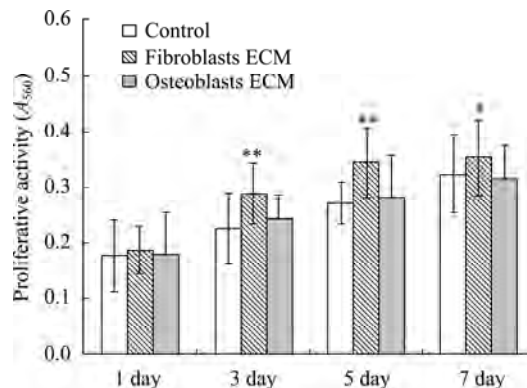 Proliferative activity (A560)
0.6
0.5
0.4
0.3
0.2
0.1
0.0
Control
Fibroblasts ECM
Osteoblasts ECM
**
**
*
1 day
3 day
5 day
7 day